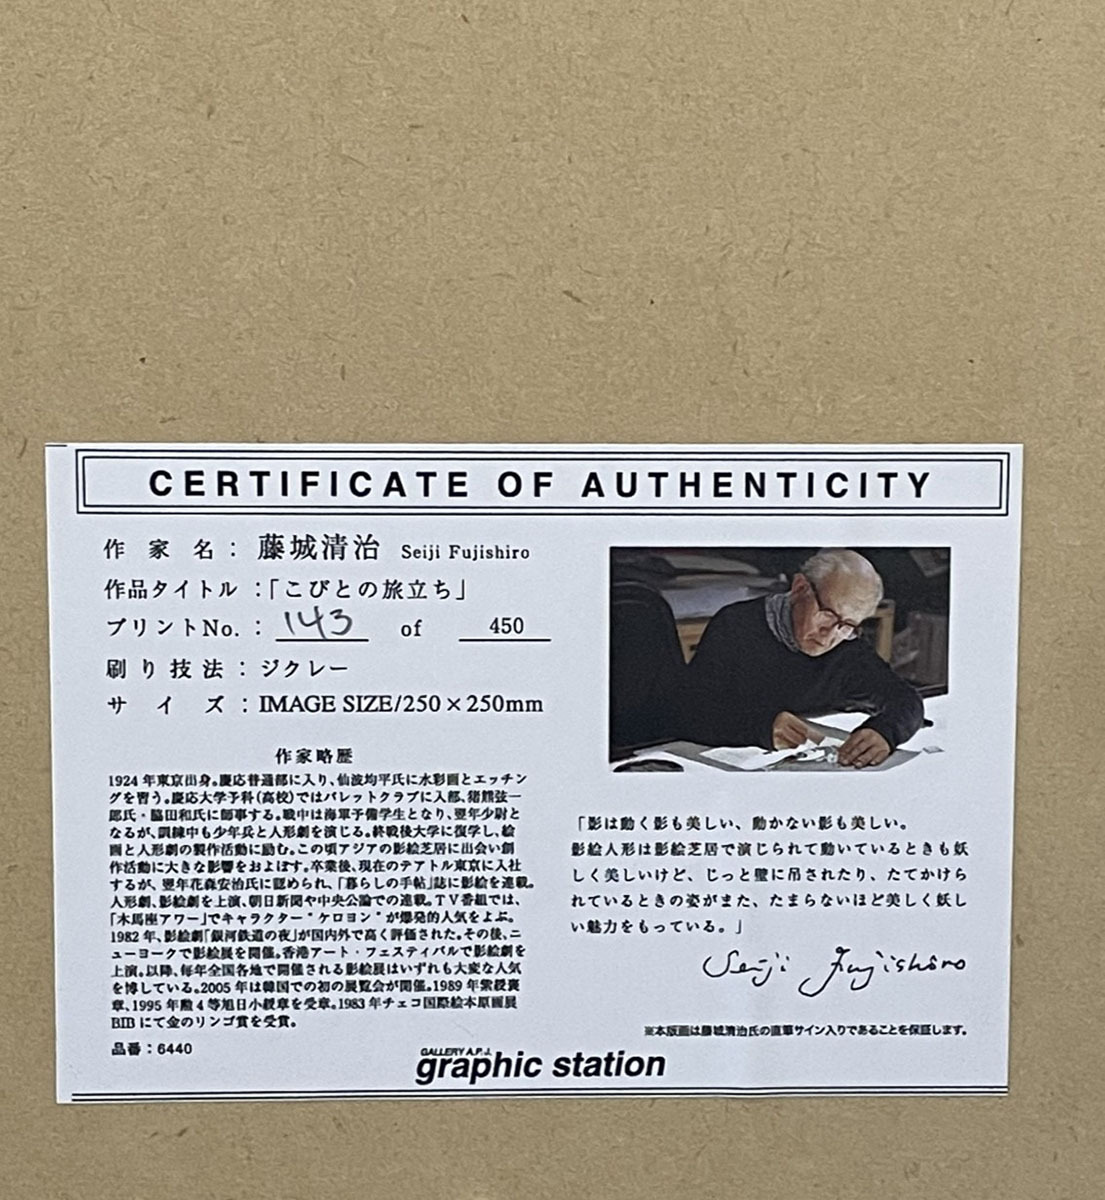 CERTIFICATE OF AUTHENTICITY
作家名：藤城清治 Seiji Fujishiro
作品タイトル：「こびとの旅立ち」
プリントNo.：143 of 450
刷り技法：ジクレー
サイズ：IMAGE SIZE/250×250mm
作家略歴
1924年東京出身。慶応普通部に入り、仙波均平氏に水彩画とエッチン
グを習う。慶応大学予科(高校)ではパレットクラブに入部、猪熊弦一
郎氏・脇田和氏に師事する。戦中は海軍予備学生となり、翌年少尉と
なるが、訓練中も少年兵と人形劇を演じる。終戦後大学に復学し、絵
画と人形劇の製作活動に励む。この頃アジアの影絵芝居に出会い創
作活動に大きな影響をおよぼす。卒業後、現在のテアトル東京に入社
するが、翌年花森安治氏に認められ、「暮らしの手帖」誌に影絵を連載。
人形劇、影絵劇を上演、朝日新聞や中央公論での連載。TV番組では、
「木馬座アワー」でキャラクター"ケロヨン"が爆発的人気をよぶ。
1982年、影絵劇「銀河鉄道の夜」が国内外で高く評価された。その後、ニ
ューヨークで影絵展を開催。香港アート・フェスティバルで影絵劇を
上演。以降、毎年全国各地で開催される影絵展はいずれも大変な人気
を博している。2005年は韓国での初の展覧会が開催。1989年紫綬褒
章、1995年勲4等旭日小綬章を受章。1983年チェコ国際絵本原画展
BIBにて金のリンゴ賞を受賞。
品番：6440
「影は動く影も美しい、動かない影も美しい。
影絵人形は影絵芝居で演じられて動いているときも妖
しく美しいけど、じっと壁に吊されたり、たてかけら
れているときの姿がまた、たまらないほど美しく妖し
い魅力をもっている。」
Seiji Fujishiro
※本版画は藤城清治氏の直筆サイン入りであることを保証します。
GALLERY A.P.J.
graphic station